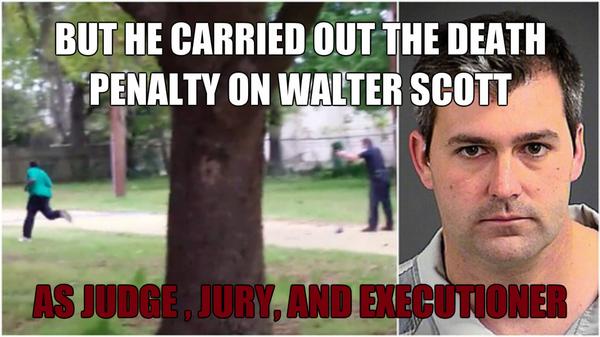 BUT HE CARRIED OUT THE DEATH
PENALTY ON WALTER SCOTT
AS JUDGE , JURY, AND EXECUTIONER